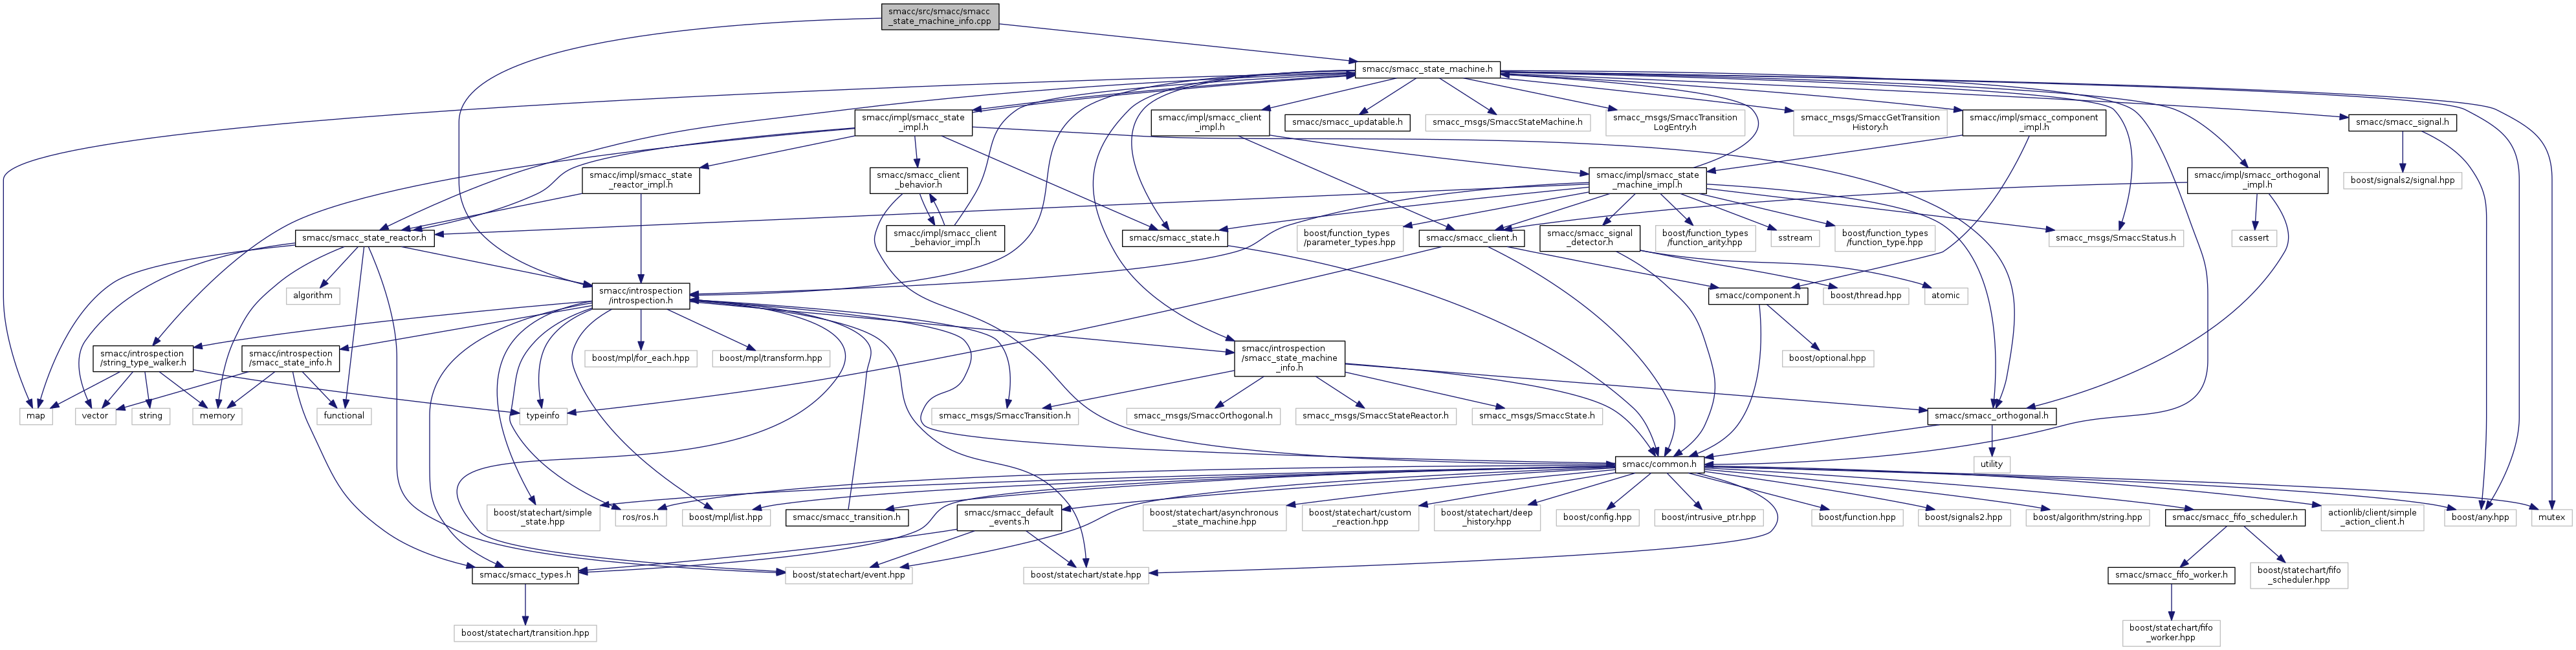 smacc/src/smacc/smacc
_state_machine_info.cpp
smacc/smacc_state_machine.h
smacc/impl/smacc_state
_impl.h
smacc/impl/smacc_client
_impl.h
smacc/smacc_updatable.h
smacc_msgs/SmaccStateMachine.h
smacc_msgs/SmaccTransition
LogEntry.h
smacc_msgs/SmaccGetTransition
History.h
smacc/impl/smacc_component
_impl.h
smacc/smacc_signal.h
smacc/impl/smacc_state
_reactor_impl.h
smacc/smacc_client
_behavior.h
smacc/impl/smacc_state
_machine_impl.h
smacc/impl/smacc_orthogonal
_impl.h
boost/signals2/signal.hpp
smacc/smacc_state_reactor.h
smacc/impl/smacc_client
_behavior_impl.h
smacc/smacc_state.h
boost/function_types
/parameter_types.hpp
smacc/smacc_client.h
smacc/smacc_signal
_detector.h
boost/function_types
/function_arity.hpp
sstream
boost/function_types
/function_type.hpp
smacc_msgs/SmaccStatus.h
cassert
algorithm
smacc/introspection
/introspection.h
smacc/component.h
boost/thread.hpp
atomic
smacc/introspection
/string_type_walker.h
smacc/introspection
/smacc_state_info.h
boost/mpl/for_each.hpp
boost/mpl/transform.hpp
smacc/introspection
/smacc_state_machine
_info.h
boost/optional.hpp
map
vector
string
memory
functional
typeinfo
smacc_msgs/SmaccTransition.h
smacc_msgs/SmaccOrthogonal.h
smacc_msgs/SmaccStateReactor.h
smacc_msgs/SmaccState.h
smacc/smacc_orthogonal.h
smacc/common.h
utility
boost/statechart/simple
_state.hpp
ros/ros.h
boost/mpl/list.hpp
smacc/smacc_transition.h
smacc/smacc_default
_events.h
boost/statechart/asynchronous
_state_machine.hpp
boost/statechart/custom
_reaction.hpp
boost/statechart/deep
_history.hpp
boost/config.hpp
boost/intrusive_ptr.hpp
boost/function.hpp
boost/signals2.hpp
boost/algorithm/string.hpp
smacc/smacc_fifo_scheduler.h
actionlib/client/simple
_action_client.h
boost/any.hpp
mutex
smacc/smacc_types.h
boost/statechart/event.hpp
boost/statechart/state.hpp
smacc/smacc_fifo_worker.h
boost/statechart/fifo
_scheduler.hpp
boost/statechart/transition.hpp
boost/statechart/fifo
_worker.hpp